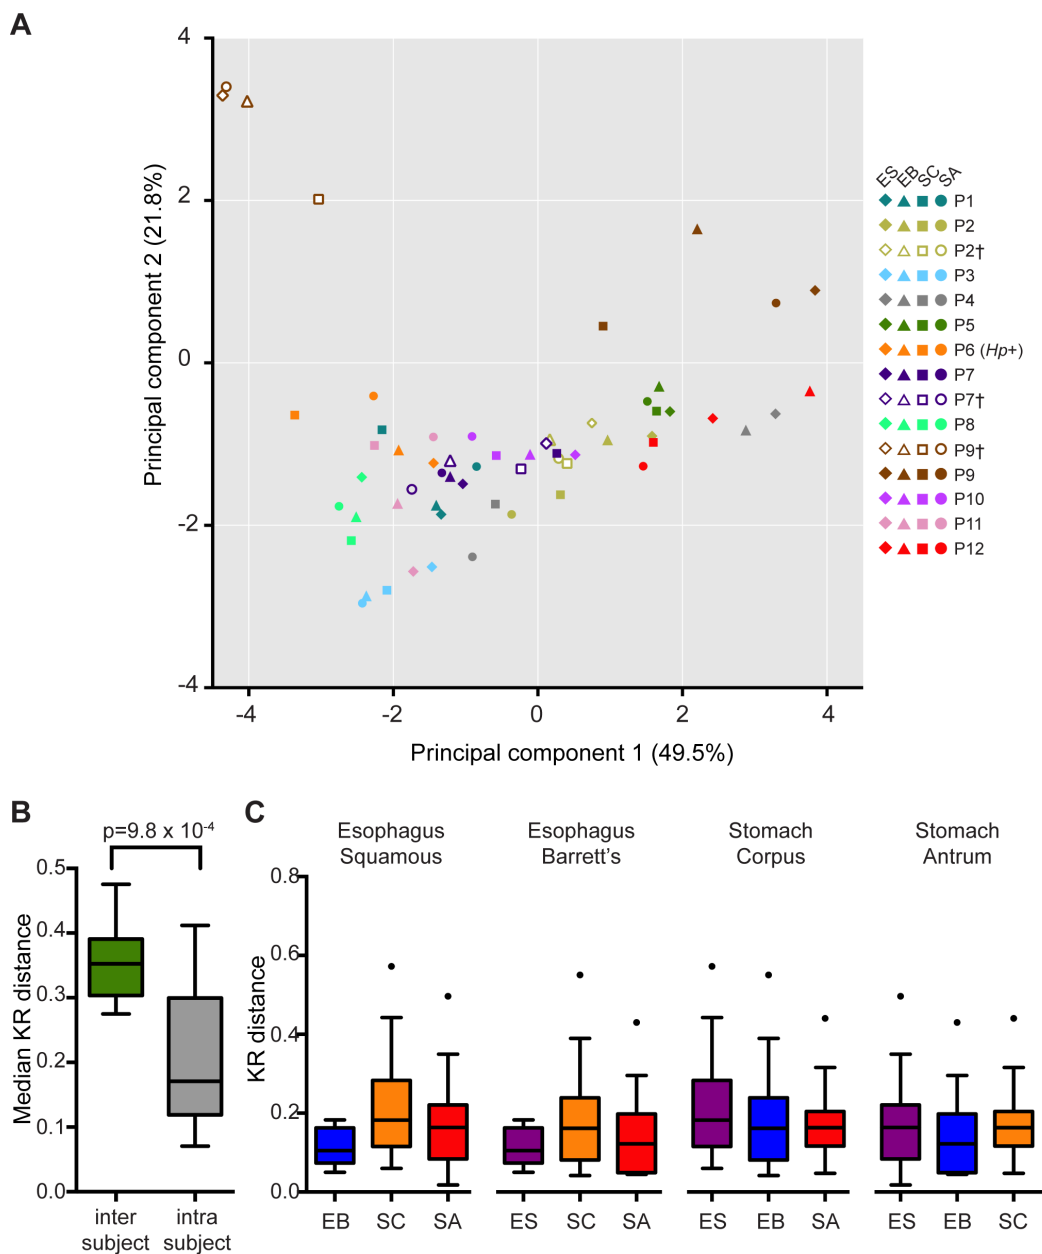 A
4
2
0
-2
-4
-4
-2
0
2
4
Principal component 2 (21.8%)
Principal component 1 (49.5%)
ES EB SC SA
P1
P2
P2†
P3
P4
P5
P6 (Hp+)
P7
P7†
P8
P9†
P9
P10
P11
P12
B
p=9.8 x 10⁻⁴
0.5
0.4
0.3
0.2
0.1
0.0
Median KR distance
inter
subject
intra
subject
C
Esophagus
Squamous
Esophagus
Barrett's
Stomach
Corpus
Stomach
Antrum
0.8
0.6
0.4
0.2
0.0
KR distance
EB SC SA
ES SC SA
ES EB SA
ES EB SC